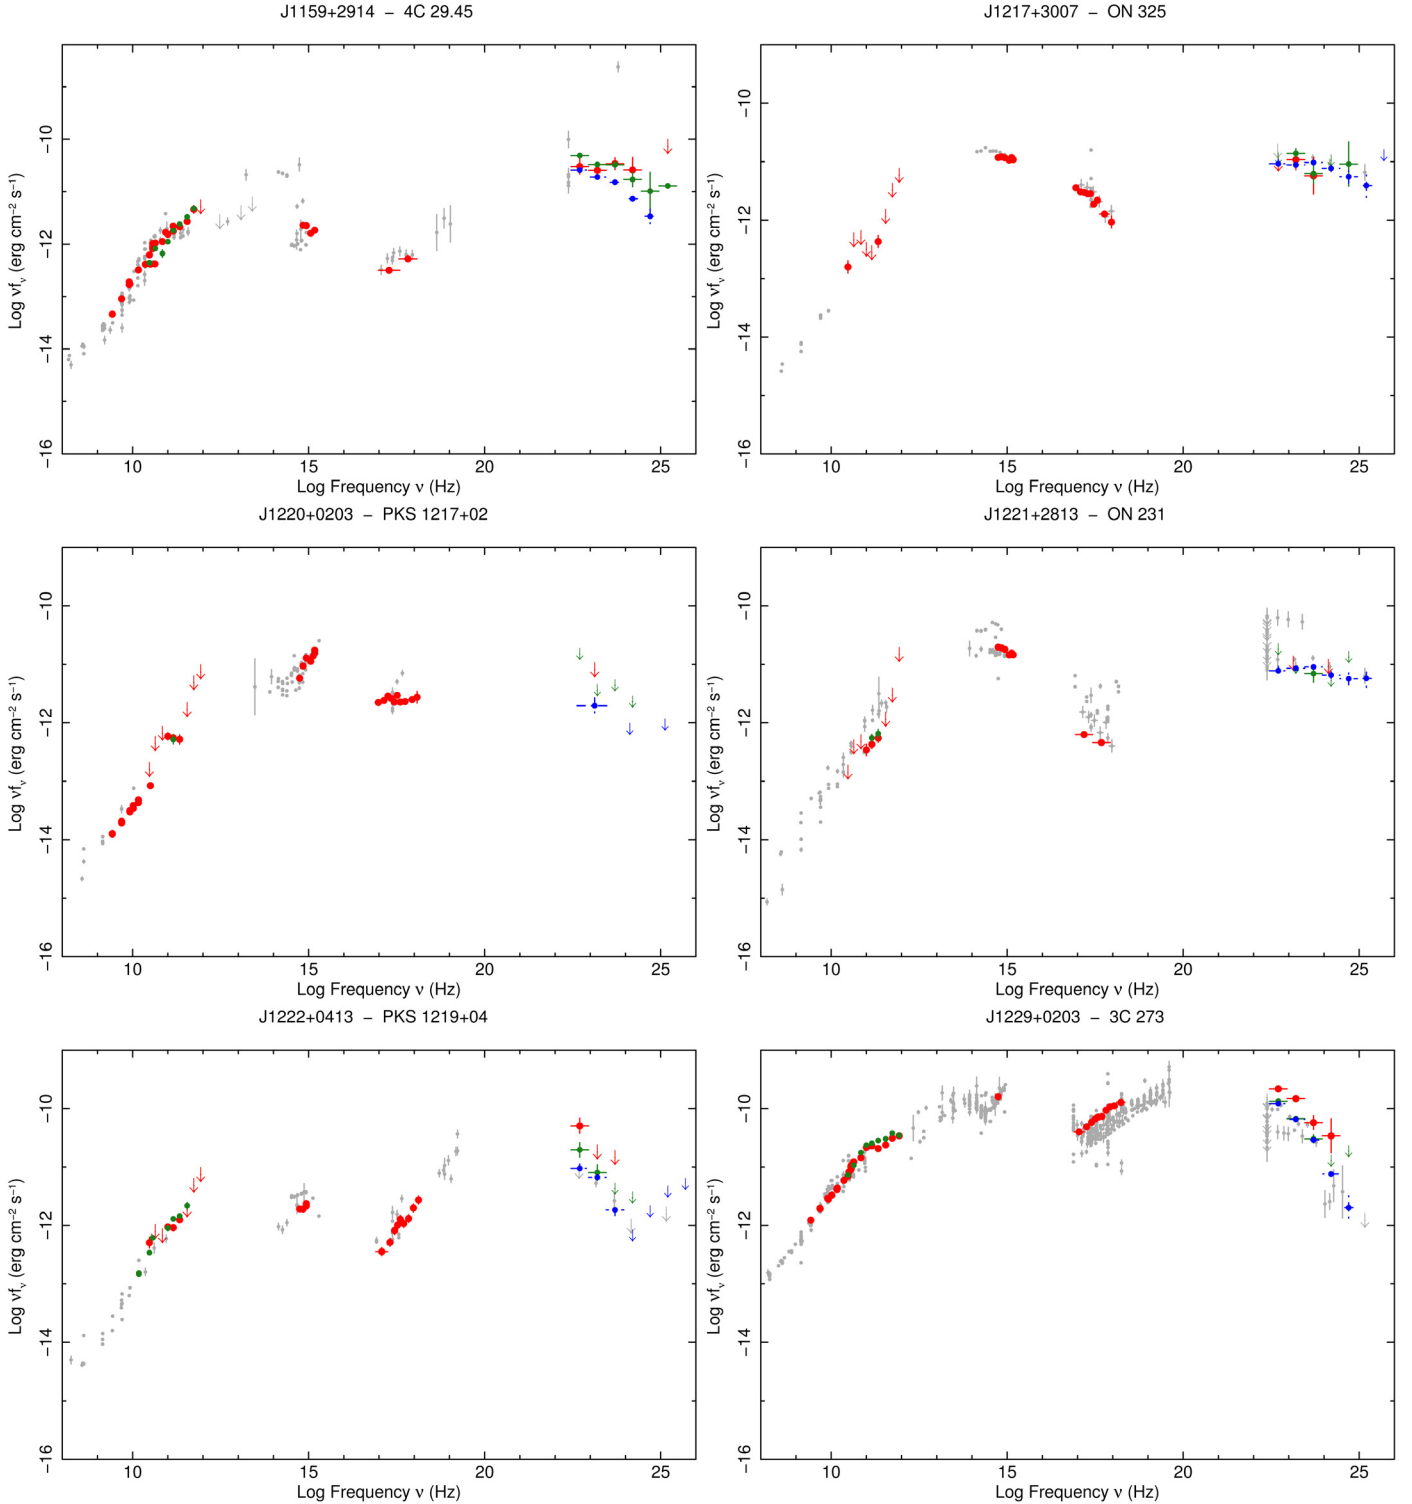 J1159+2914 – 4C 29.45
J1217+3007 – ON 325
Log νfν (erg cm−2 s−1)
−10
−12
−14
−16
10 15 20 25
Log Frequency ν (Hz)
Log νfν (erg cm−2 s−1)
−10
−12
−14
−16
10 15 20 25
Log Frequency ν (Hz)
J1220+0203 – PKS 1217+02
J1221+2813 – ON 231
Log νfν (erg cm−2 s−1)
−10
−12
−14
−16
10 15 20 25
Log Frequency ν (Hz)
Log νfν (erg cm−2 s−1)
−10
−12
−14
−16
10 15 20 25
Log Frequency ν (Hz)
J1222+0413 – PKS 1219+04
J1229+0203 – 3C 273
Log νfν (erg cm−2 s−1)
−10
−12
−14
−16
10 15 20 25
Log Frequency ν (Hz)
Log νfν (erg cm−2 s−1)
−10
−12
−14
−16
10 15 20 25
Log Frequency ν (Hz)